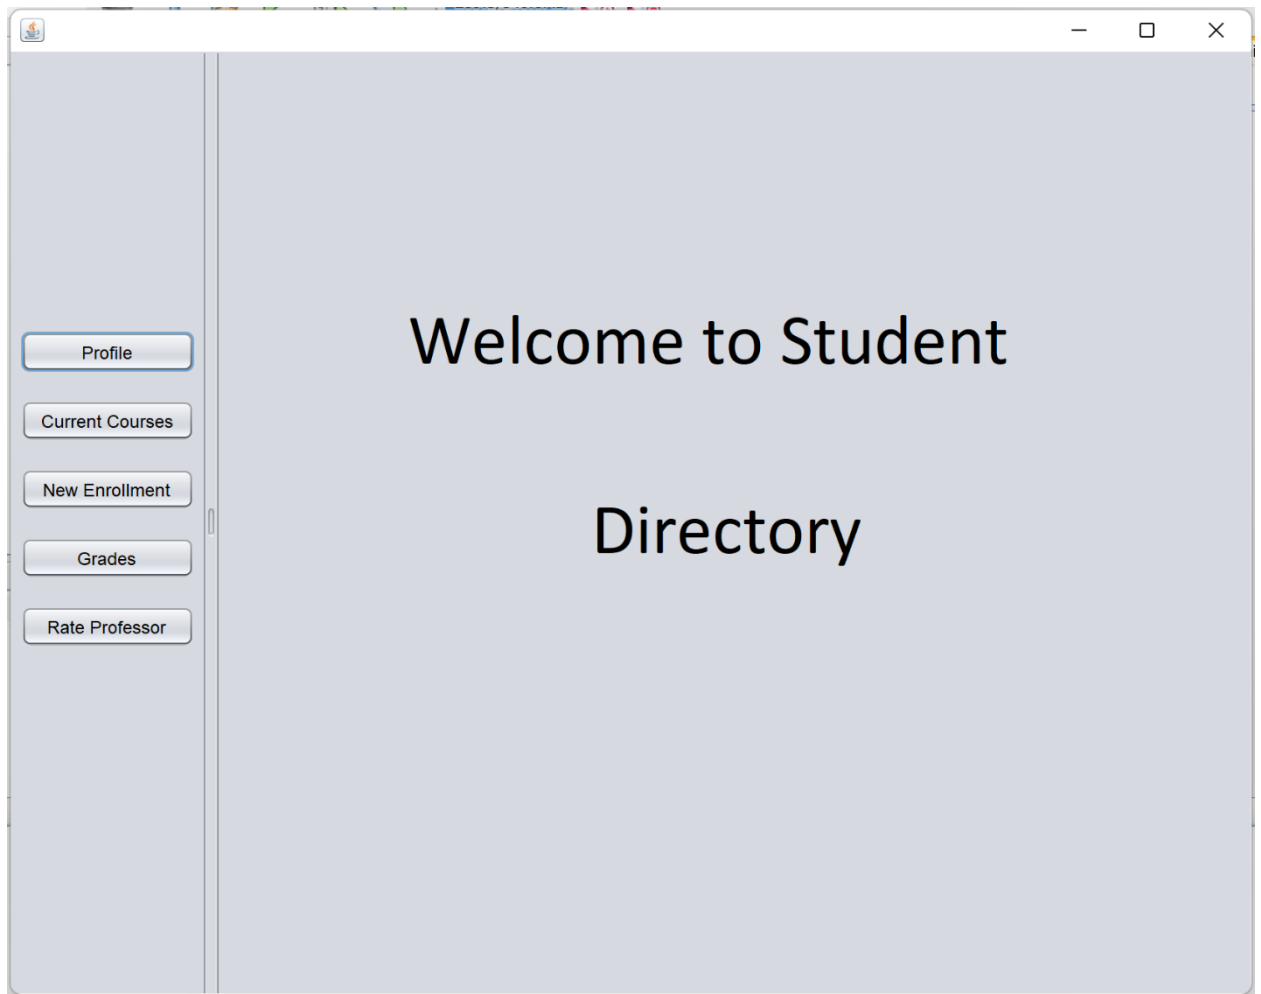 Profile
Current Courses
New Enrollment
Grades
Rate Professor
Welcome to Student
Directory